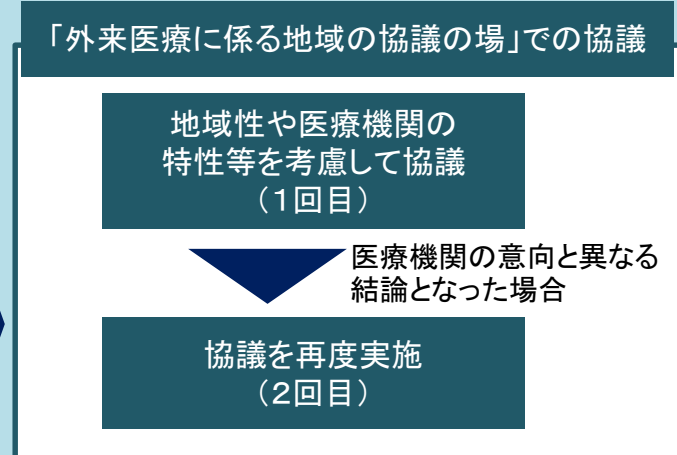 「外来医療に係る地域の協議の場」での協議
地域性や医療機関の
特性等を考慮して協議
（１回目）
医療機関の意向と異なる
結論となった場合
協議を再度実施
（２回目）